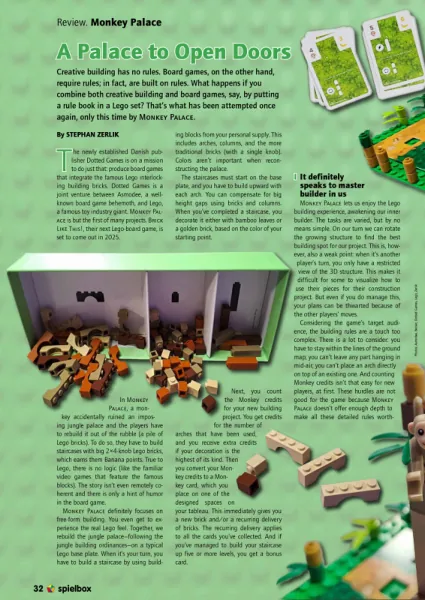 Review. Monkey Palace
A Palace to Open Doors
Creative building has no rules. Board games, on the other hand,
require rules; in fact, are built on rules. What happens if you
combine both creative building and board games, say, by putting
a rule book in a Lego set? That's what has been attempted once
again, only this time by MONKEY PALACE.
By STEPHAN ZERLIK
The newly established Danish pub-
lisher Dotted Games is on a mission
to do just that: produce board games
that integrate the famous Lego interlock-
ing building bricks. Dotted Games is a
joint venture between Asmodee, a well-
known board game behemoth, and Lego,
a famous toy industry giant. MONKEY PAL-
ACE is but the first of many projects. BRICK
LIKE THIS!, their next Lego board game, is
set to come out in 2025.
In MONKEY
PALACE, a mon-
key accidentally ruined an impos-
ing jungle palace and the players have
to rebuild it out of the rubble (a pile of
Lego bricks). To do so, they have to build
staircases with big 2×4-knob Lego bricks,
which earns them Banana points. True to
Lego, there is no logic (like the familiar
video games that feature the famous
blocks). The story isn't even remotely co-
herent and there is only a hint of humor
in the board game.
MONKEY PALACE definitely focuses on
free-form building. You even get to ex-
perience the real Lego feel. Together, we
rebuild the jungle palace–following the
jungle building ordinances–on a typical
Lego base plate. When it's your turn, you
have to build a staircase by using build-
ing blocks from your personal supply. This
includes arches, columns, and the more
traditional bricks (with a single knob).
Colors aren't important when recon-
structing the palace.
The staircases must start on the base
plate, and you have to build upward with
each arch. You can compensate for big
height gaps using bricks and columns.
When you've completed a staircase, you
decorate it either with bamboo leaves or
a golden brick, based on the color of your
starting point.
Next, you count
the Monkey credits
for your new building
project. You get credits
for the number of
arches that have been used,
and you receive extra credits
if your decoration is the
highest of its kind. Then
you convert your Mon-
key credits to a Mon-
key card, which you
place on one of the
designed spaces on
your tableau. This immediately gives you
a new brick and/or a recurring delivery
of bricks. The recurring delivery applies
to all the cards you've collected. And if
you've managed to build your staircase
up five or more levels, you get a bonus
card.
It definitely
speaks to master
builder in us
MONKEY PALACE lets us enjoy the Lego
building experience, awakening our inner
builder. The tasks are varied, but by no
means simple. On our turn we can rotate
the growing structure to find the best
building spot for our project. This is, how-
ever, also a weak point: when it's another
player's turn, you only have a restricted
view of the 3D structure. This makes it
difficult for some to visualize how to
use their pieces for their construction
project. But even if you do manage this,
your plans can be thwarted because of
the other players' moves.
Considering the game's target audi-
ence, the building rules are a touch too
complex. There is a lot to consider: you
have to stay within the lines of the ground
map; you can't leave any part hanging in
mid-air; you can't place an arch directly
on top of an existing one. And counting
Monkey credits isn't that easy for new
players, at first. These hurdles are not
good for the game because MONKEY
PALACE doesn't offer enough depth to
make all these detailed rules worth-
32 spielbox